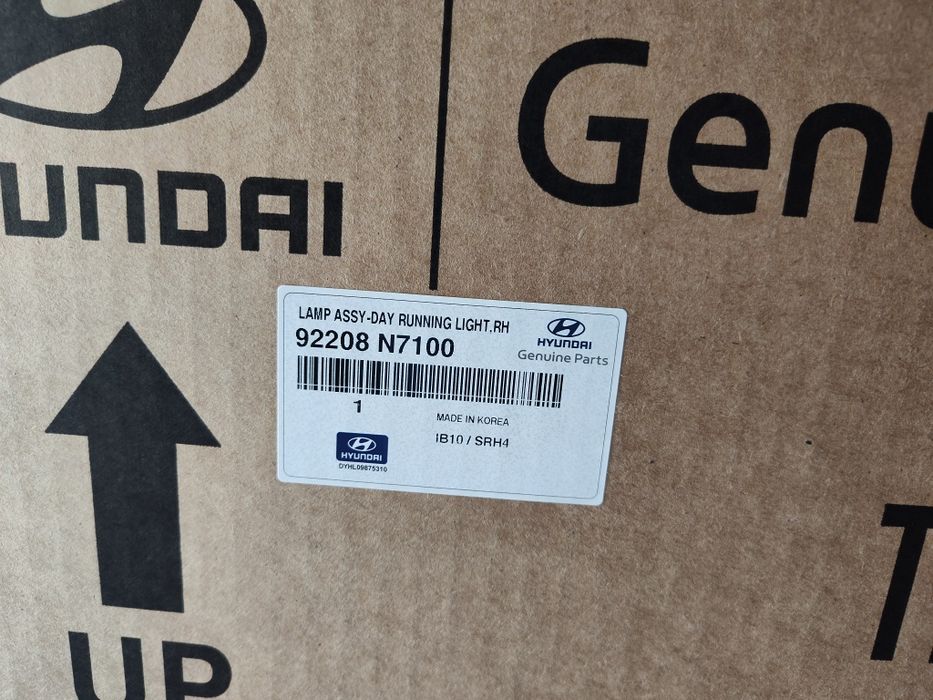 HYUNDAI
Genu
LAMP ASSY-DAY RUNNING LIGHT,RH
92208 N7100
HYUNDAI
Genuine Parts
1
MADE IN KOREA
IB10 / SRH4
HYUNDAI
DYHL09875310
UP
T